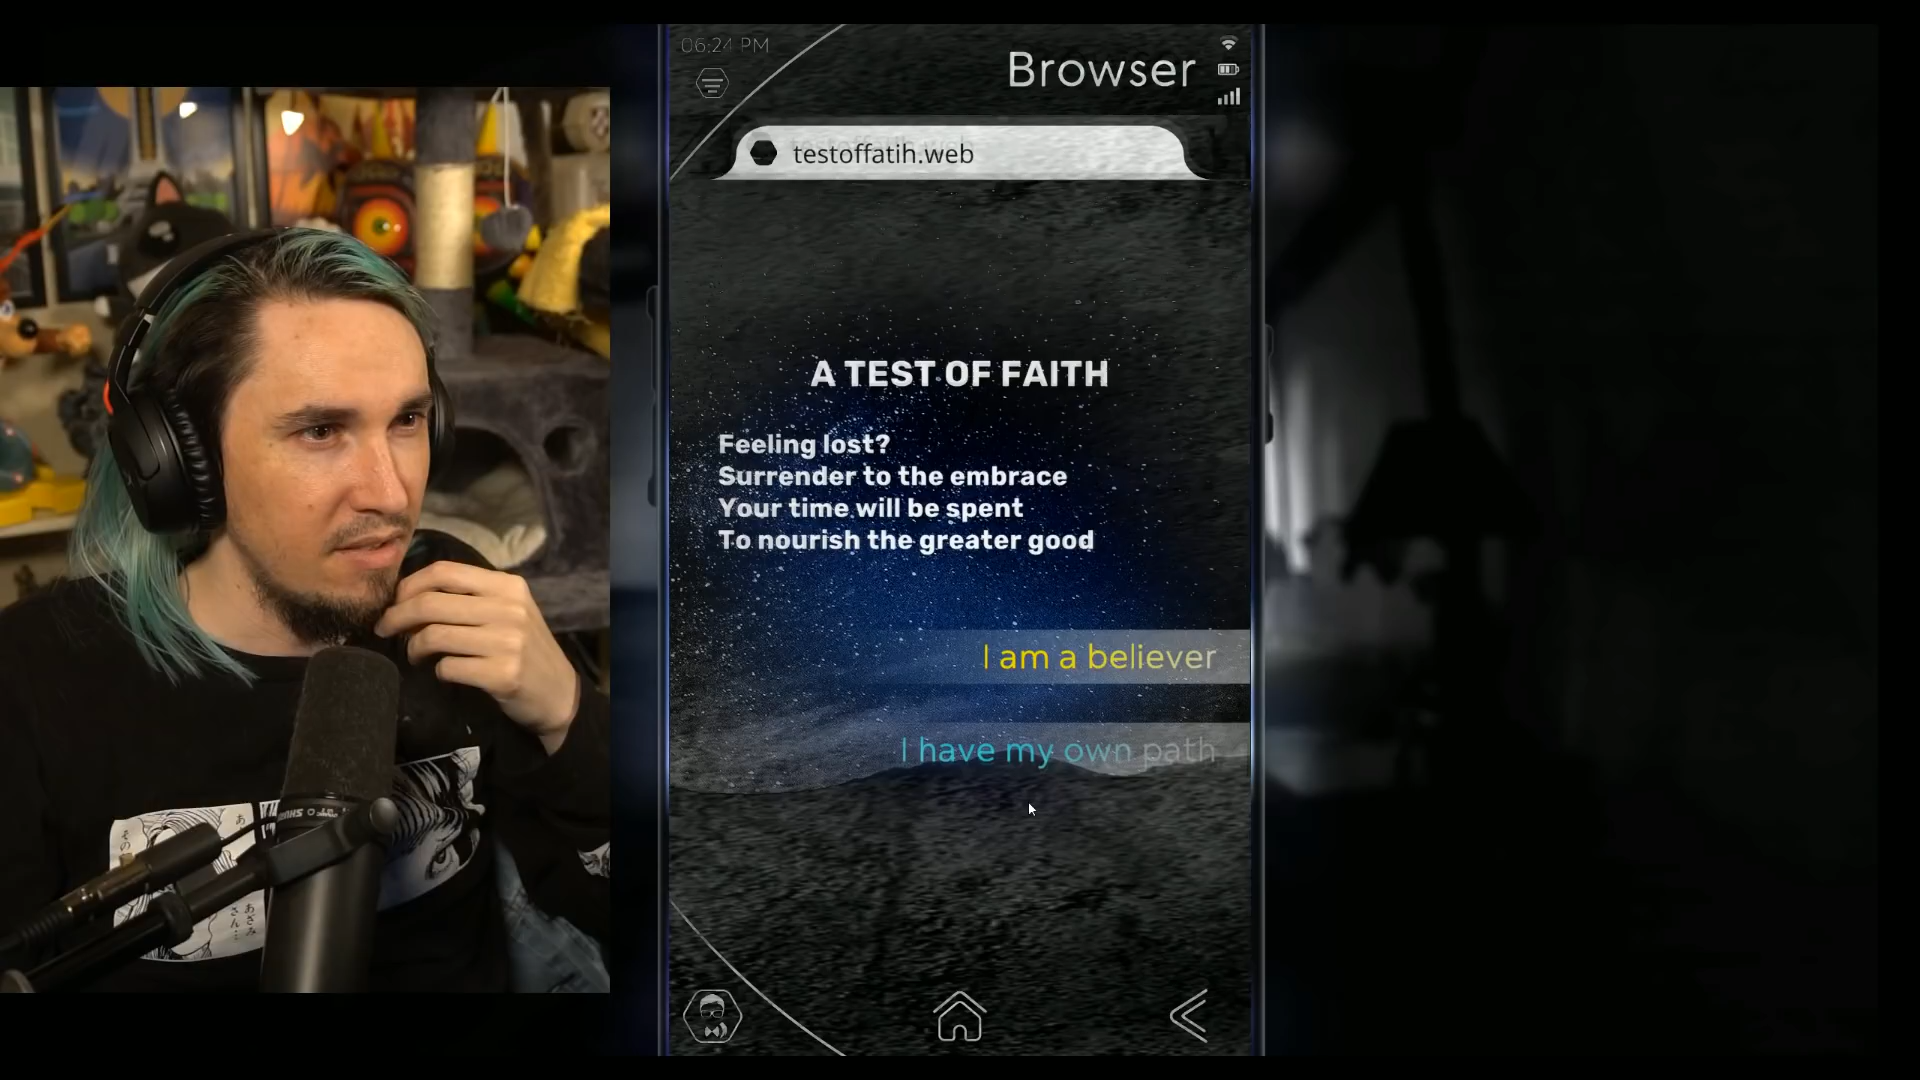 06:24 PM
Browser
testoffatih.web
A TEST OF FAITH
Feeling lost?
Surrender to the embrace
Your time will be spent
To nourish the greater good
I am a believer
I have my own path